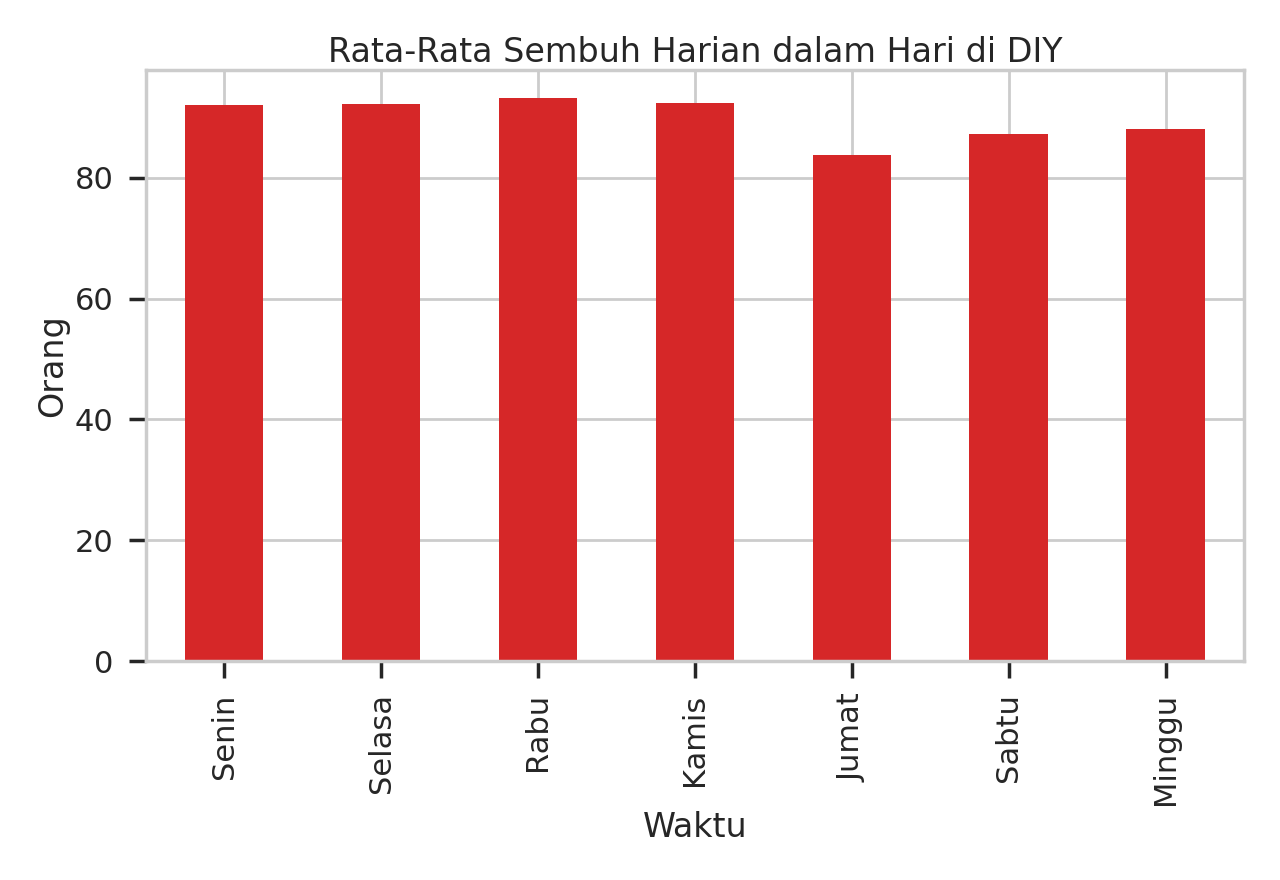 Rata-Rata Sembuh Harian dalam Hari di DIY
Orang
80
60
40
20
0
Senin
Selasa
Rabu
Kamis
Jumat
Sabtu
Minggu
Waktu